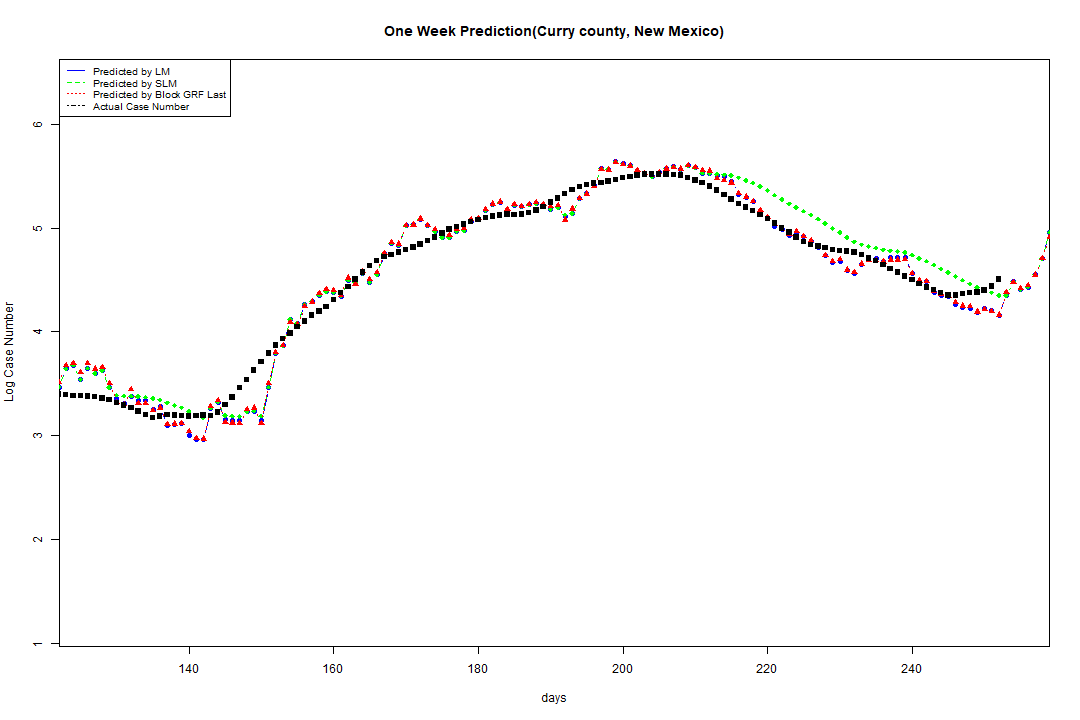 One Week Prediction(Curry county, New Mexico)
Predicted by LM
Predicted by SLM
Predicted by Block GRF Last
Actual Case Number
6
5
4
3
2
1
Log Case Number
140 160 180 200 220 240
days